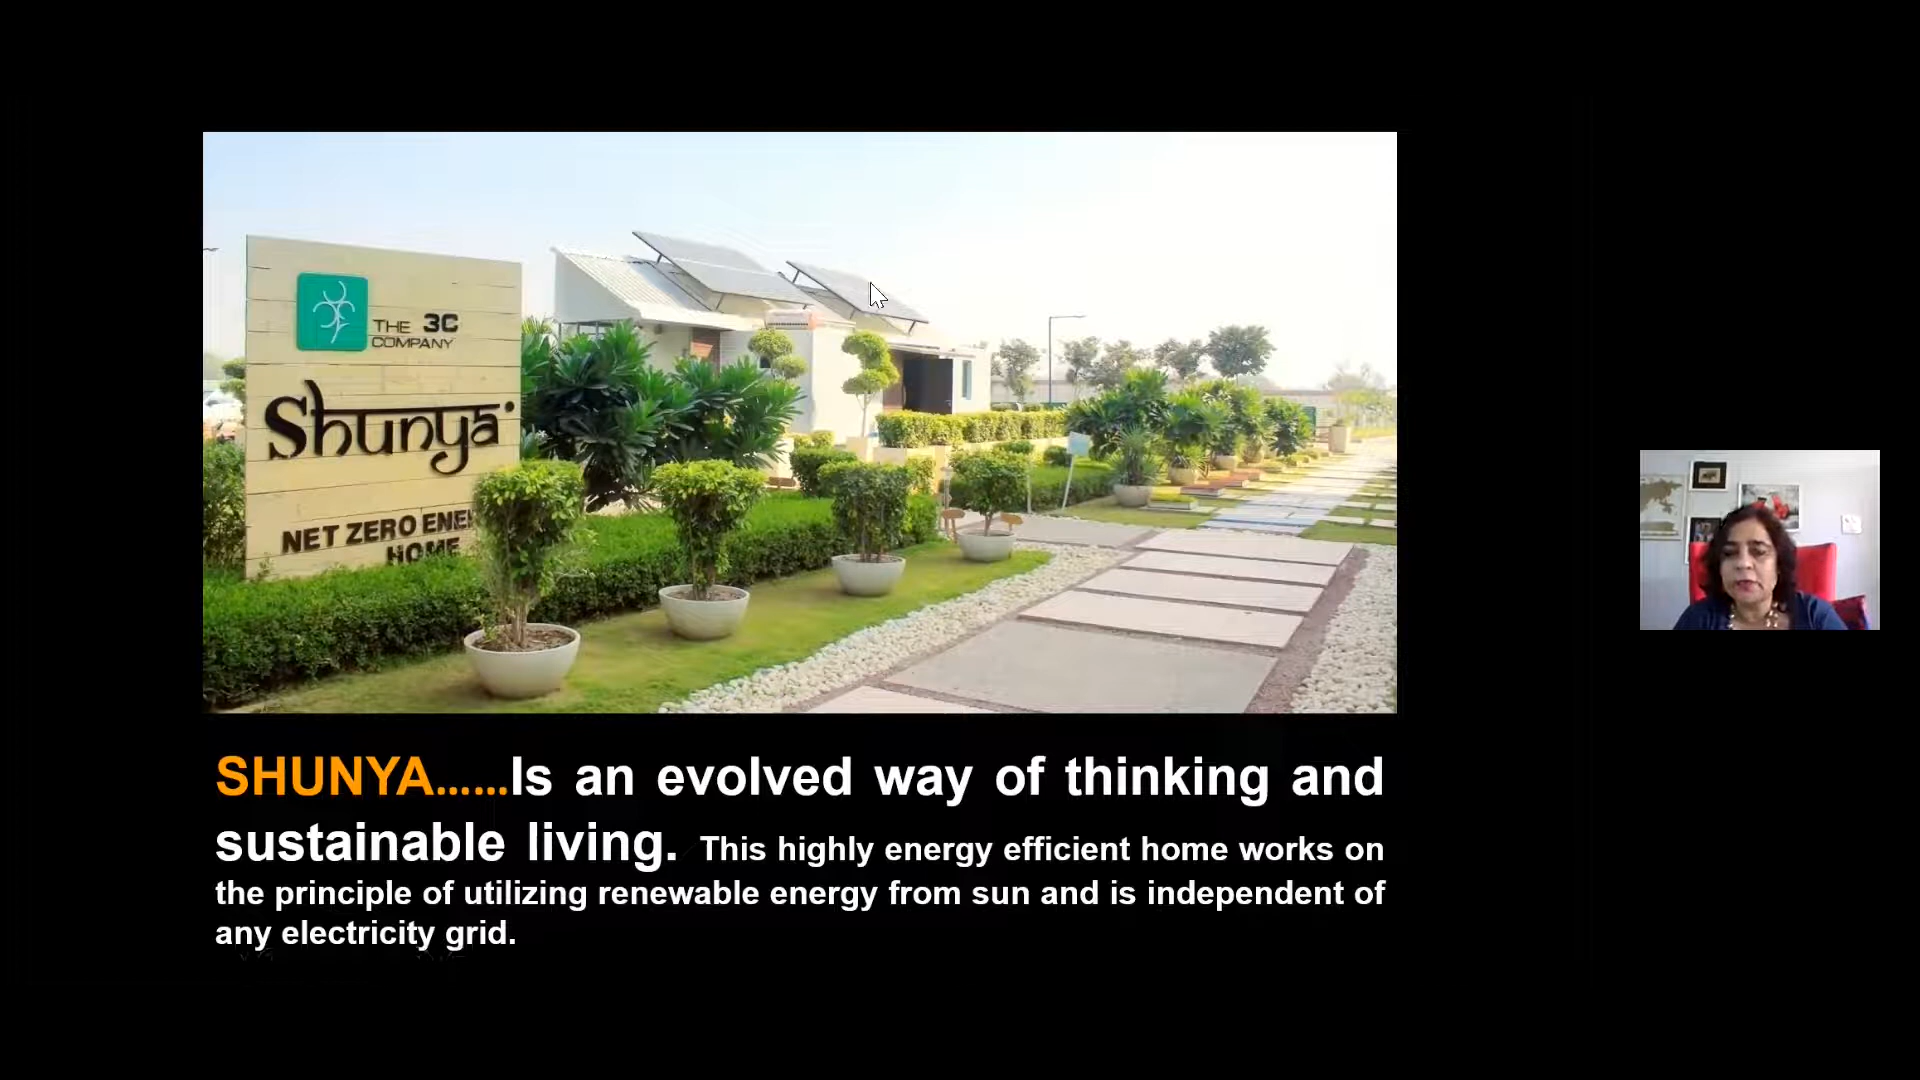 THE 3C
COMPANY
Shunya
NET ZERO ENE
HOME
SHUNYA......Is an evolved way of thinking and
sustainable living. This highly energy efficient home works on
the principle of utilizing renewable energy from sun and is independent of
any electricity grid.